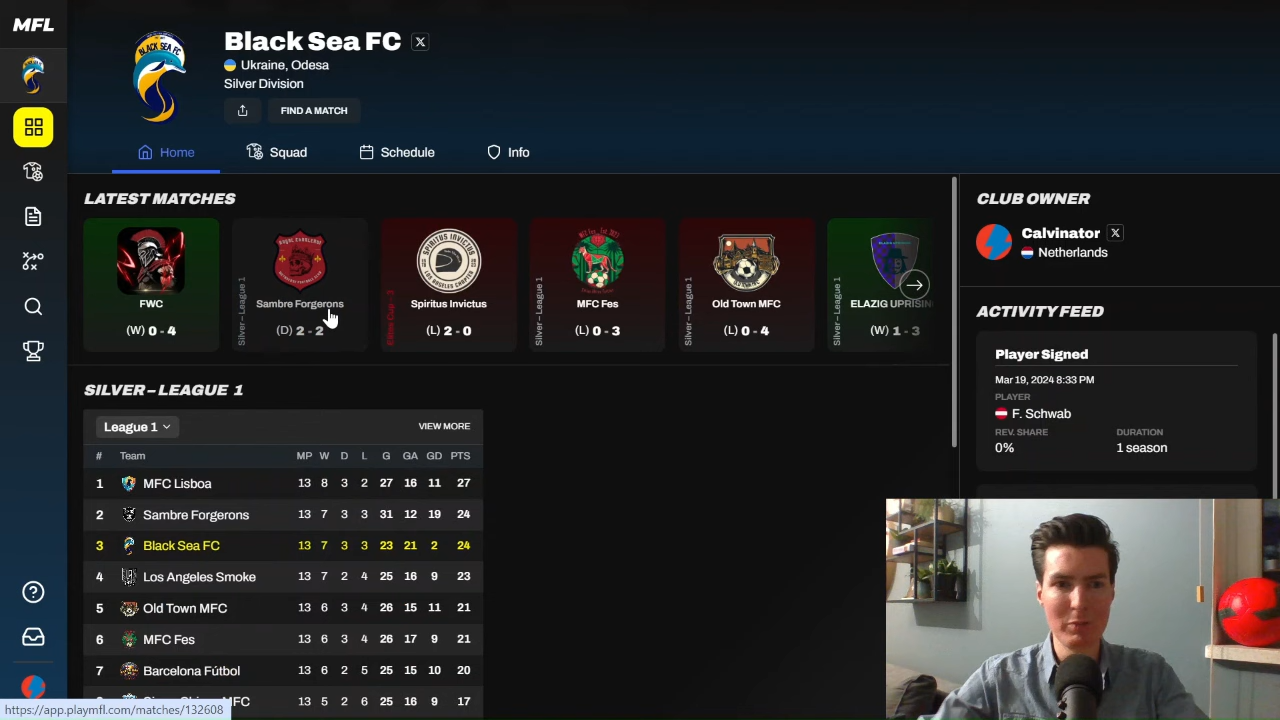 MFL
BLACK SEA FC
Black Sea FC
Ukraine, Odesa
Silver Division
FIND A MATCH
Home
Squad
Schedule
Info
LATEST MATCHES
FWC
(W) 0 - 4
Silver – League 1
Sambre Forgerons
(D) 2 - 2
SPIRITUS INVICTUS
Spiritus Invictus
(L) 2 - 0
Silver – League 1
MFC Fes
(L) 0 - 3
Silver – League 1
OLD TOWN MFC
Old Town MFC
(L) 0 - 4
Silver – League 1
ELAZIG UPRISIN
(W) 1 - 3
SILVER – LEAGUE 1
League 1
VIEW MORE
# Team MP W D L G GA GD PTS
1 MFC Lisboa 13 8 3 2 27 16 11 27
2 Sambre Forgerons 13 7 3 3 31 12 19 24
3 Black Sea FC 13 7 3 3 23 21 2 24
4 Los Angeles Smoke 13 7 2 4 25 16 9 23
5 Old Town MFC 13 6 3 4 26 15 11 21
6 MFC Fes 13 6 3 4 26 17 9 21
7 Barcelona Fútbol 13 6 2 5 25 15 10 20
MFC 13 5 2 6 25 16 9 17
CLUB OWNER
Calvinator
Netherlands
ACTIVITY FEED
Player Signed
Mar 19, 2024 8:33 PM
PLAYER
F. Schwab
REV. SHARE
DURATION
0%
1 season
https://app.playmfl.com/matches/132608